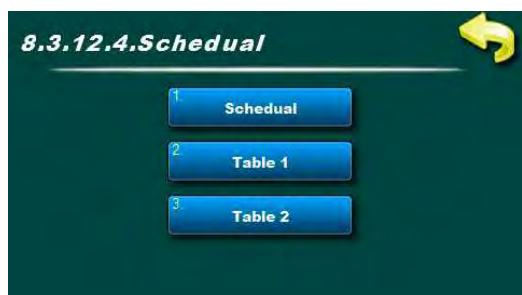 8.3.12.4.Schedual
1. Schedual
2. Table 1
3. Table 2